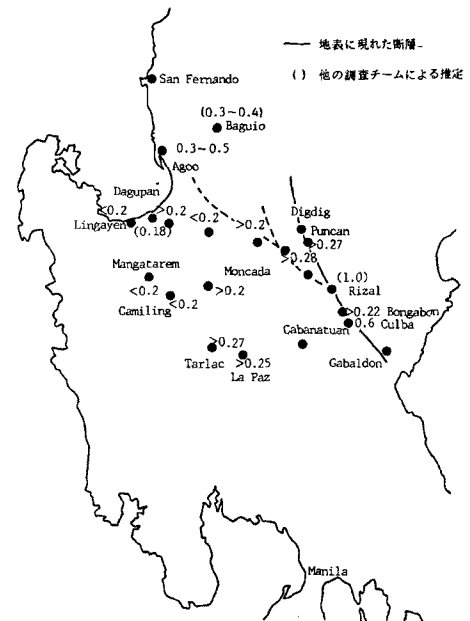 地表に現れた断層
( ) 他の調査チームによる推定
San Fernando
(0.3~0.4)
Baguio
0.3~0.5
Agoo
Dagupan
<0.2
>0.2
Lingayen
(0.18)
<0.2
>0.2
Digdig
Puncan
>0.27
>0.28
Mangatarem
<0.2
Moncada
(1.0)
Rizal
Camiling
<0.2
>0.2
>0.22 Bongabon
0.6 Culba
Cabanatuan
>0.27
Tarlac
>0.25
La Paz
Gabaldon
Manila